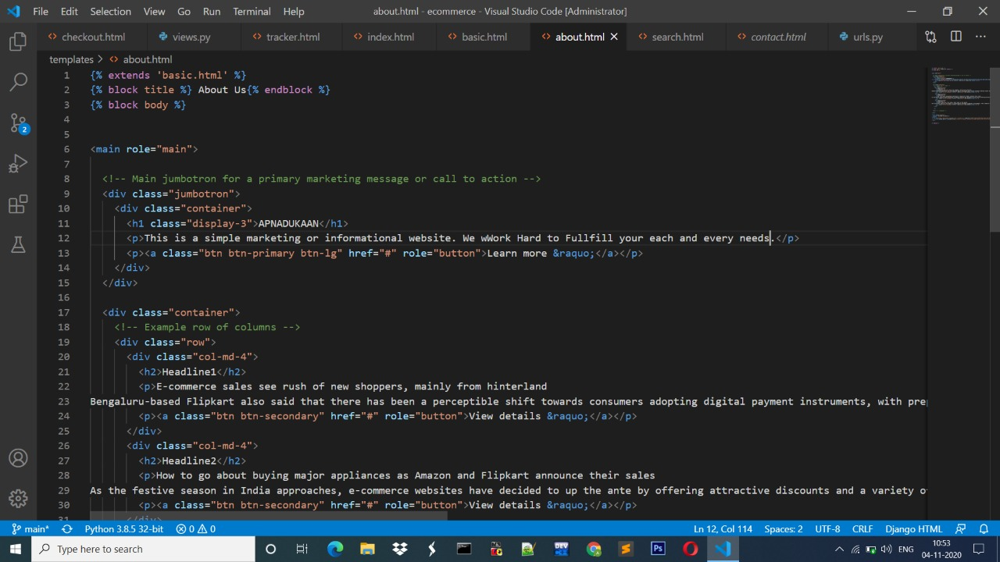 File Edit Selection View Go Run Terminal Help about.html - ecommerce - Visual Studio Code [Administrator]
checkout.html views.py tracker.html index.html basic.html about.html search.html contact.html urls.py
templates > about.html
1 {% extends 'basic.html' %}
2 {% block title %} About Us{% endblock %}
3 {% block body %}
4
5
6 <main role="main">
7
8 <!-- Main jumbotron for a primary marketing message or call to action -->
9 <div class="jumbotron">
10 <div class="container">
11 <h1 class="display-3">APNADUKAAN</h1>
12 <p>This is a simple marketing or informational website. We wWork Hard to Fullfill your each and every needs.</p>
13 <p><a class="btn btn-primary btn-lg" href="#" role="button">Learn more &raquo;</a></p>
14 </div>
15 </div>
16
17 <div class="container">
18 <!-- Example row of columns -->
19 <div class="row">
20 <div class="col-md-4">
21 <h2>Headline1</h2>
22 <p>E-commerce sales see rush of new shoppers, mainly from hinterland
23 Bengaluru-based Flipkart also said that there has been a perceptible shift towards consumers adopting digital payment instruments, with prep
24 <p><a class="btn btn-secondary" href="#" role="button">View details &raquo;</a></p>
25 </div>
26 <div class="col-md-4">
27 <h2>Headline2</h2>
28 <p>How to go about buying major appliances as Amazon and Flipkart announce their sales
29 As the festive season in India approaches, e-commerce websites have decided to up the ante by offering attractive discounts and a variety o
30 <p><a class="btn btn-secondary" href="#" role="button">View details &raquo;</a></p>
31 </div>
2
main* Python 3.8.5 32-bit 0 0 Ln 12, Col 114 Spaces: 2 UTF-8 CRLF Django HTML
Type here to search DEV Ps ENG 10:53
04-11-2020